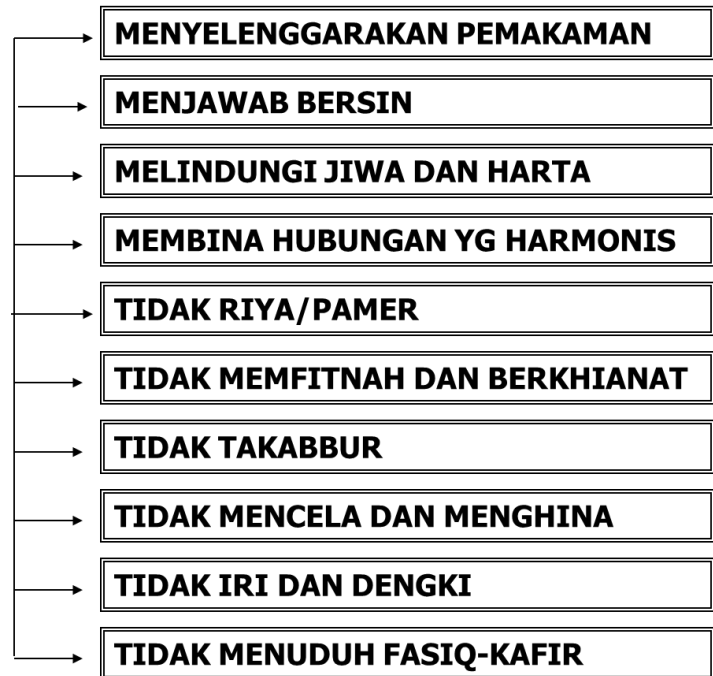 MENYELENGGARAKAN PEMAKAMAN
MENJAWAB BERSIN
MELINDUNGI JIWA DAN HARTA
MEMBINA HUBUNGAN YG HARMONIS
TIDAK RIYA/PAMER
TIDAK MEMFITNAH DAN BERKHIANAT
TIDAK TAKABBUR
TIDAK MENCELA DAN MENGHINA
TIDAK IRI DAN DENGKI
TIDAK MENUDUH FASIQ-KAFIR